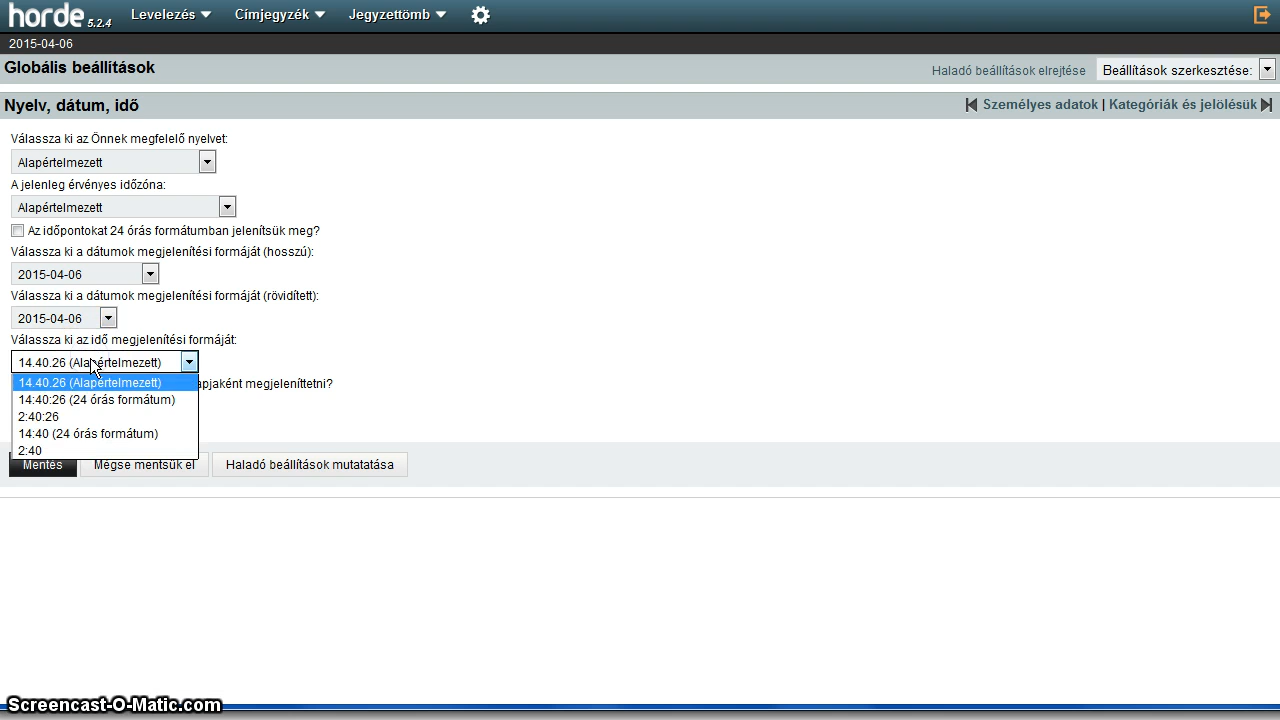 horde 5.2.4 Levelezés Címjegyzék Jegyzettömb
2015-04-06
Globális beállítások Haladó beállítások elrejtése Beállítások szerkesztése:
Nyelv, dátum, idő Személyes adatok | Kategóriák és jelölésük
Válassza ki az Önnek megfelelő nyelvet:
Alapértelmezett
A jelenleg érvényes időzóna:
Alapértelmezett
Az időpontokat 24 órás formátumban jelenítsük meg?
Válassza ki a dátumok megjelenítési formáját (hosszú):
2015-04-06
Válassza ki a dátumok megjelenítési formáját (rövidített):
2015-04-06
Válassza ki az idő megjelenítési formáját:
14.40.26 (Alapértelmezett)
14.40.26 (Alapértelmezett) apjaként megjeleníttetni?
14:40:26 (24 órás formátum)
2:40:26
14:40 (24 órás formátum)
2:40
Mentés Mégse mentsük el Haladó beállítások mutatatása
Screencast-O-Matic.com